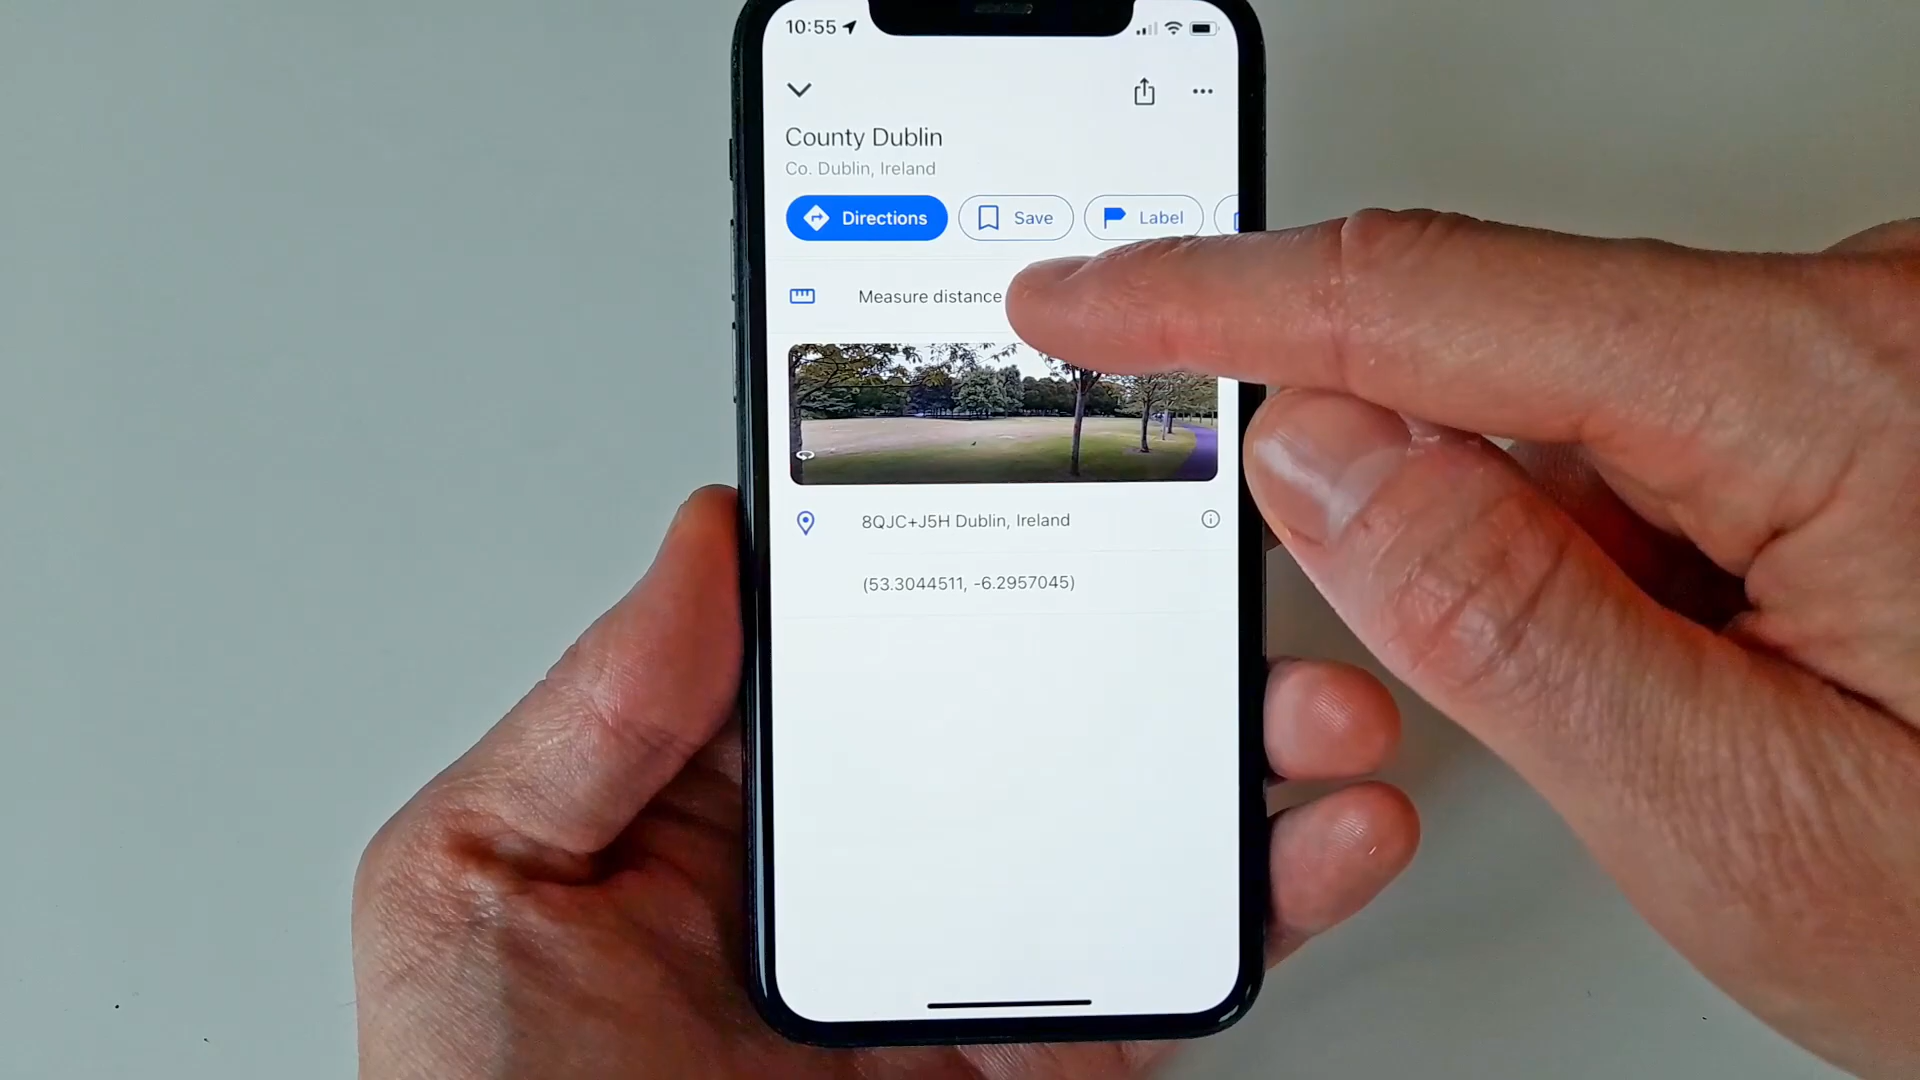 10:55
County Dublin
Co. Dublin, Ireland
Directions
Save
Label
Measure distance
8QJC+J5H Dublin, Ireland
(53.3044511, -6.2957045)